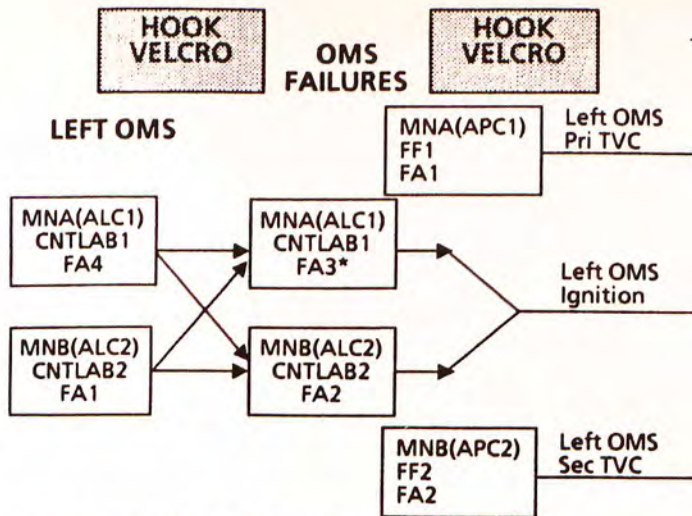 HOOK
VELCRO
HOOK
VELCRO
OMS
FAILURES
LEFT OMS
MNA(APC1)
FF1
FA1
Left OMS
Pri TVC
MNA(ALC1)
CNTLAB1
FA4
MNA(ALC1)
CNTLAB1
FA3*
Left OMS
Ignition
MNB(ALC2)
CNTLAB2
FA1
MNB(ALC2)
CNTLAB2
FA2
MNB(APC2)
FF2
FA2
Left OMS
Sec TVC